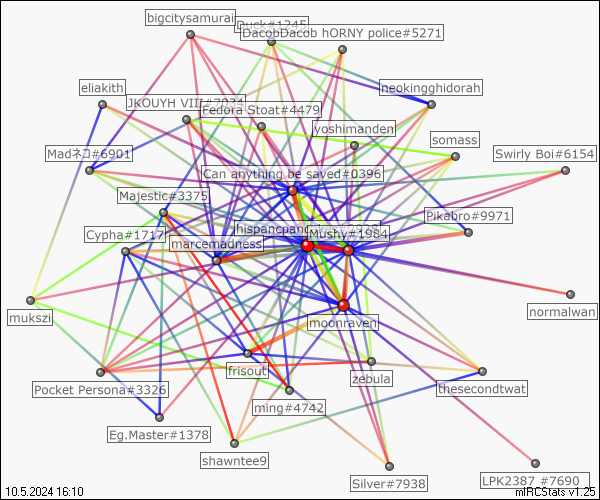 bigcitysamurai
Duck#1245
DacobDacob hORNY police#5271
eliakith
neokingghidorah
JKOUYH VIII#7034
Fedora Stoat#4479
yoshimanden
somass
Madネコ#6901
Swirly Boi#6154
Can anything be saved#0396
Majestic#3375
Pikabro#9971
Cypha#1717
marcemadness
Mushy#1984
normalwan
mukszi
moonraven
frisout
zebula
Pocket Persona#3326
thesecondtwat
ming#4742
Eg.Master#1378
shawntee9
Silver#7938
LPK2387 #7690
10.5.2024 16:10
mIRCStats v1.25